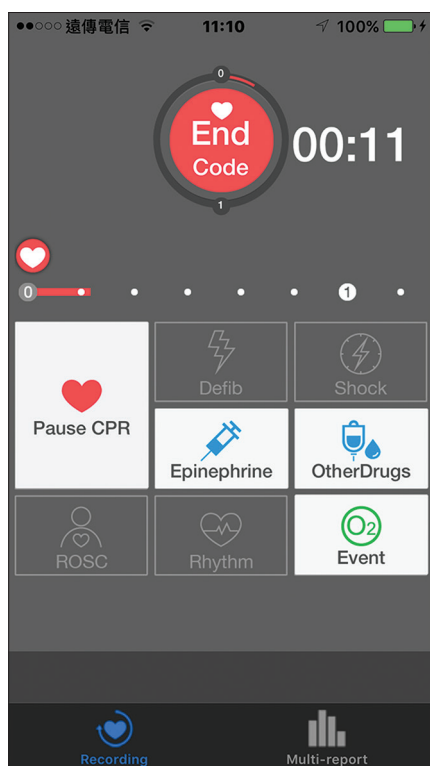 遠傳電信 11:10 100%
0
End
Code
00:11
1
0 1
Defib Shock
Pause CPR
Epinephrine OtherDrugs
O2
ROSC Rhythm Event
Recording Multi-report